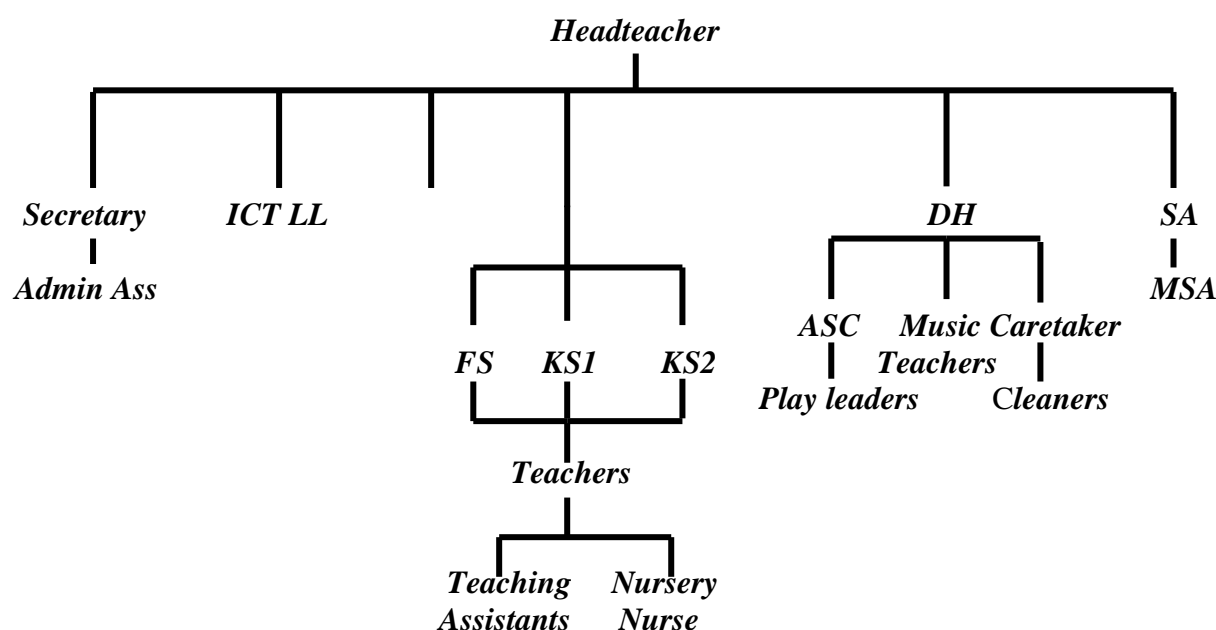 Headteacher
Secretary ICT LL DH SA
Admin Ass MSA
ASC Music Caretaker
Teachers
FS KS1 KS2
Play leaders Cleaners
Teachers
Teaching Nursery
Assistants Nurse